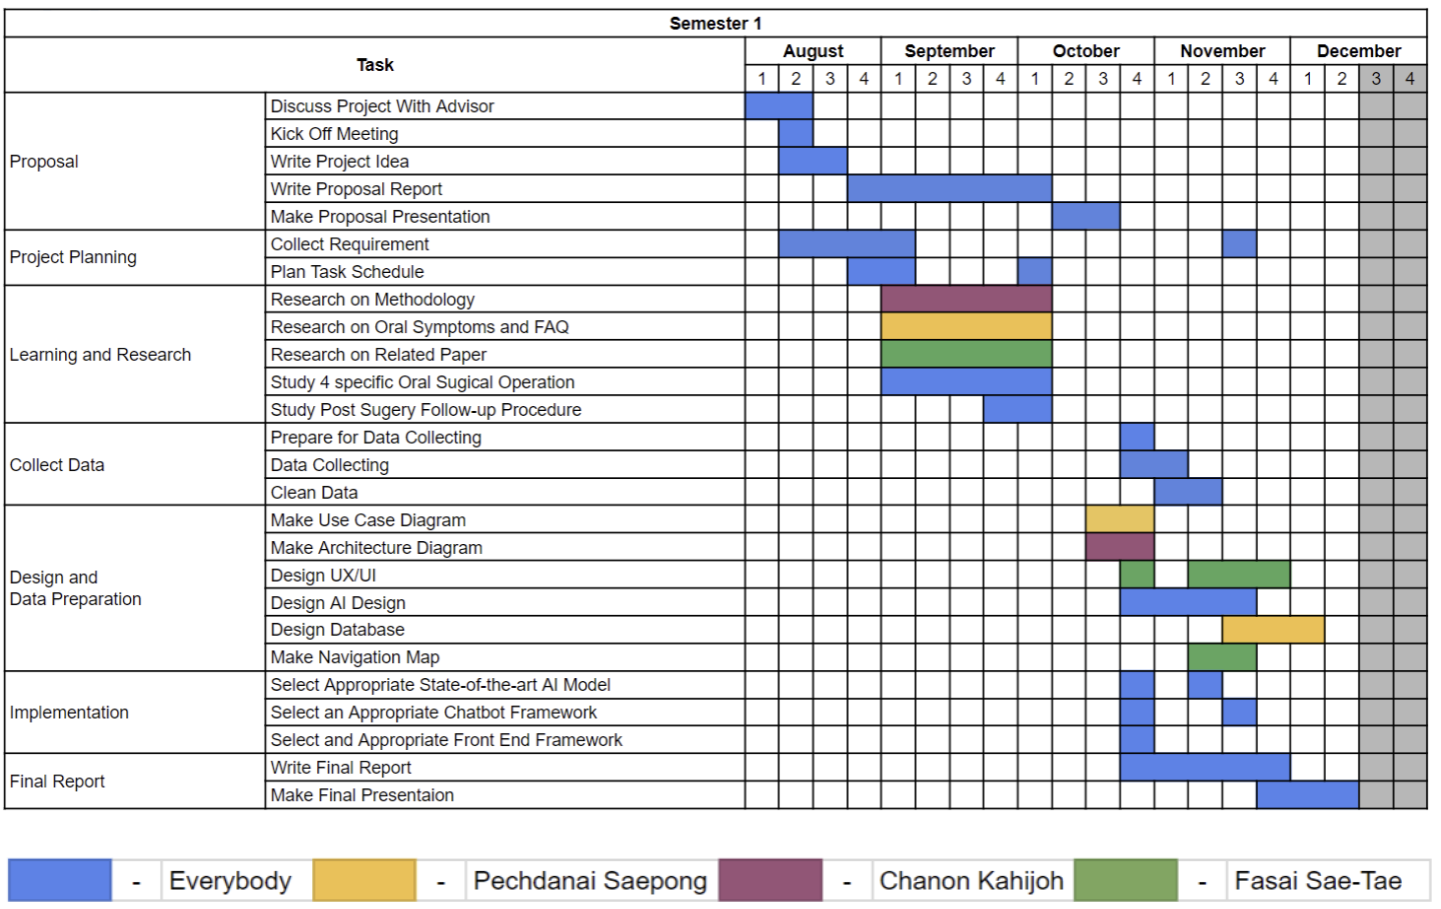 Semester 1
Task
August September October November December
1 2 3 4 1 2 3 4 1 2 3 4 1 2 3 4 1 2 3 4
Proposal
Discuss Project With Advisor
Kick Off Meeting
Write Project Idea
Write Proposal Report
Make Proposal Presentation
Project Planning
Collect Requirement
Plan Task Schedule
Learning and Research
Research on Methodology
Research on Oral Symptoms and FAQ
Research on Related Paper
Study 4 specific Oral Sugical Operation
Study Post Sugery Follow-up Procedure
Collect Data
Prepare for Data Collecting
Data Collecting
Clean Data
Design and
Data Preparation
Make Use Case Diagram
Make Architecture Diagram
Design UX/UI
Design AI Design
Design Database
Make Navigation Map
Implementation
Select Appropriate State-of-the-art AI Model
Select an Appropriate Chatbot Framework
Select and Appropriate Front End Framework
Final Report
Write Final Report
Make Final Presentaion
- Everybody - Pechdanai Saepong - Chanon Kahijoh - Fasai Sae-Tae